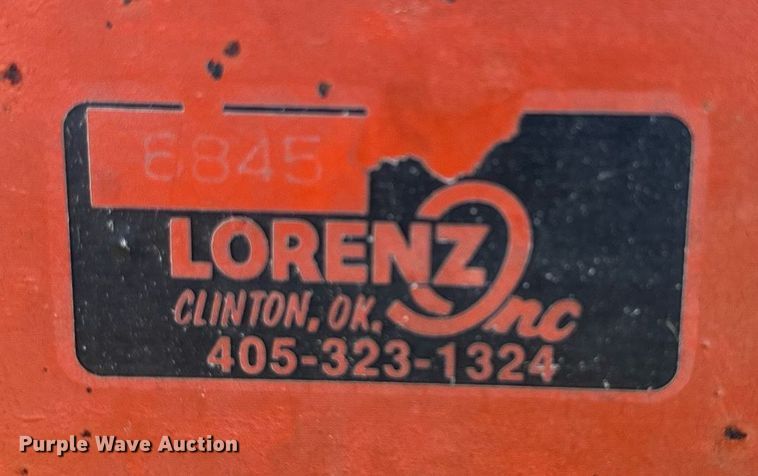 6845
LORENZ Inc
CLINTON, OK.
405-323-1324
Purple Wave Auction